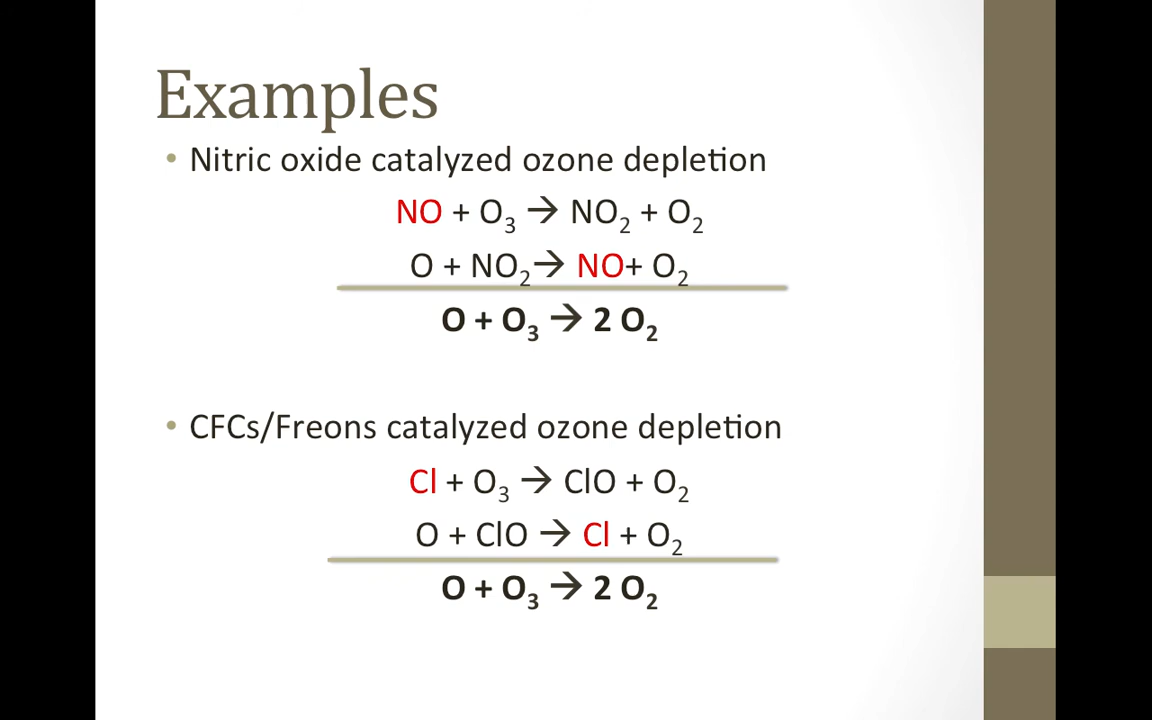 Examples
• Nitric oxide catalyzed ozone depletion
NO + O₃ → NO₂ + O₂
O + NO₂→ NO+ O₂
O + O₃ → 2 O₂
• CFCs/Freons catalyzed ozone depletion
Cl + O₃ → ClO + O₂
O + ClO → Cl + O₂
O + O₃ → 2 O₂